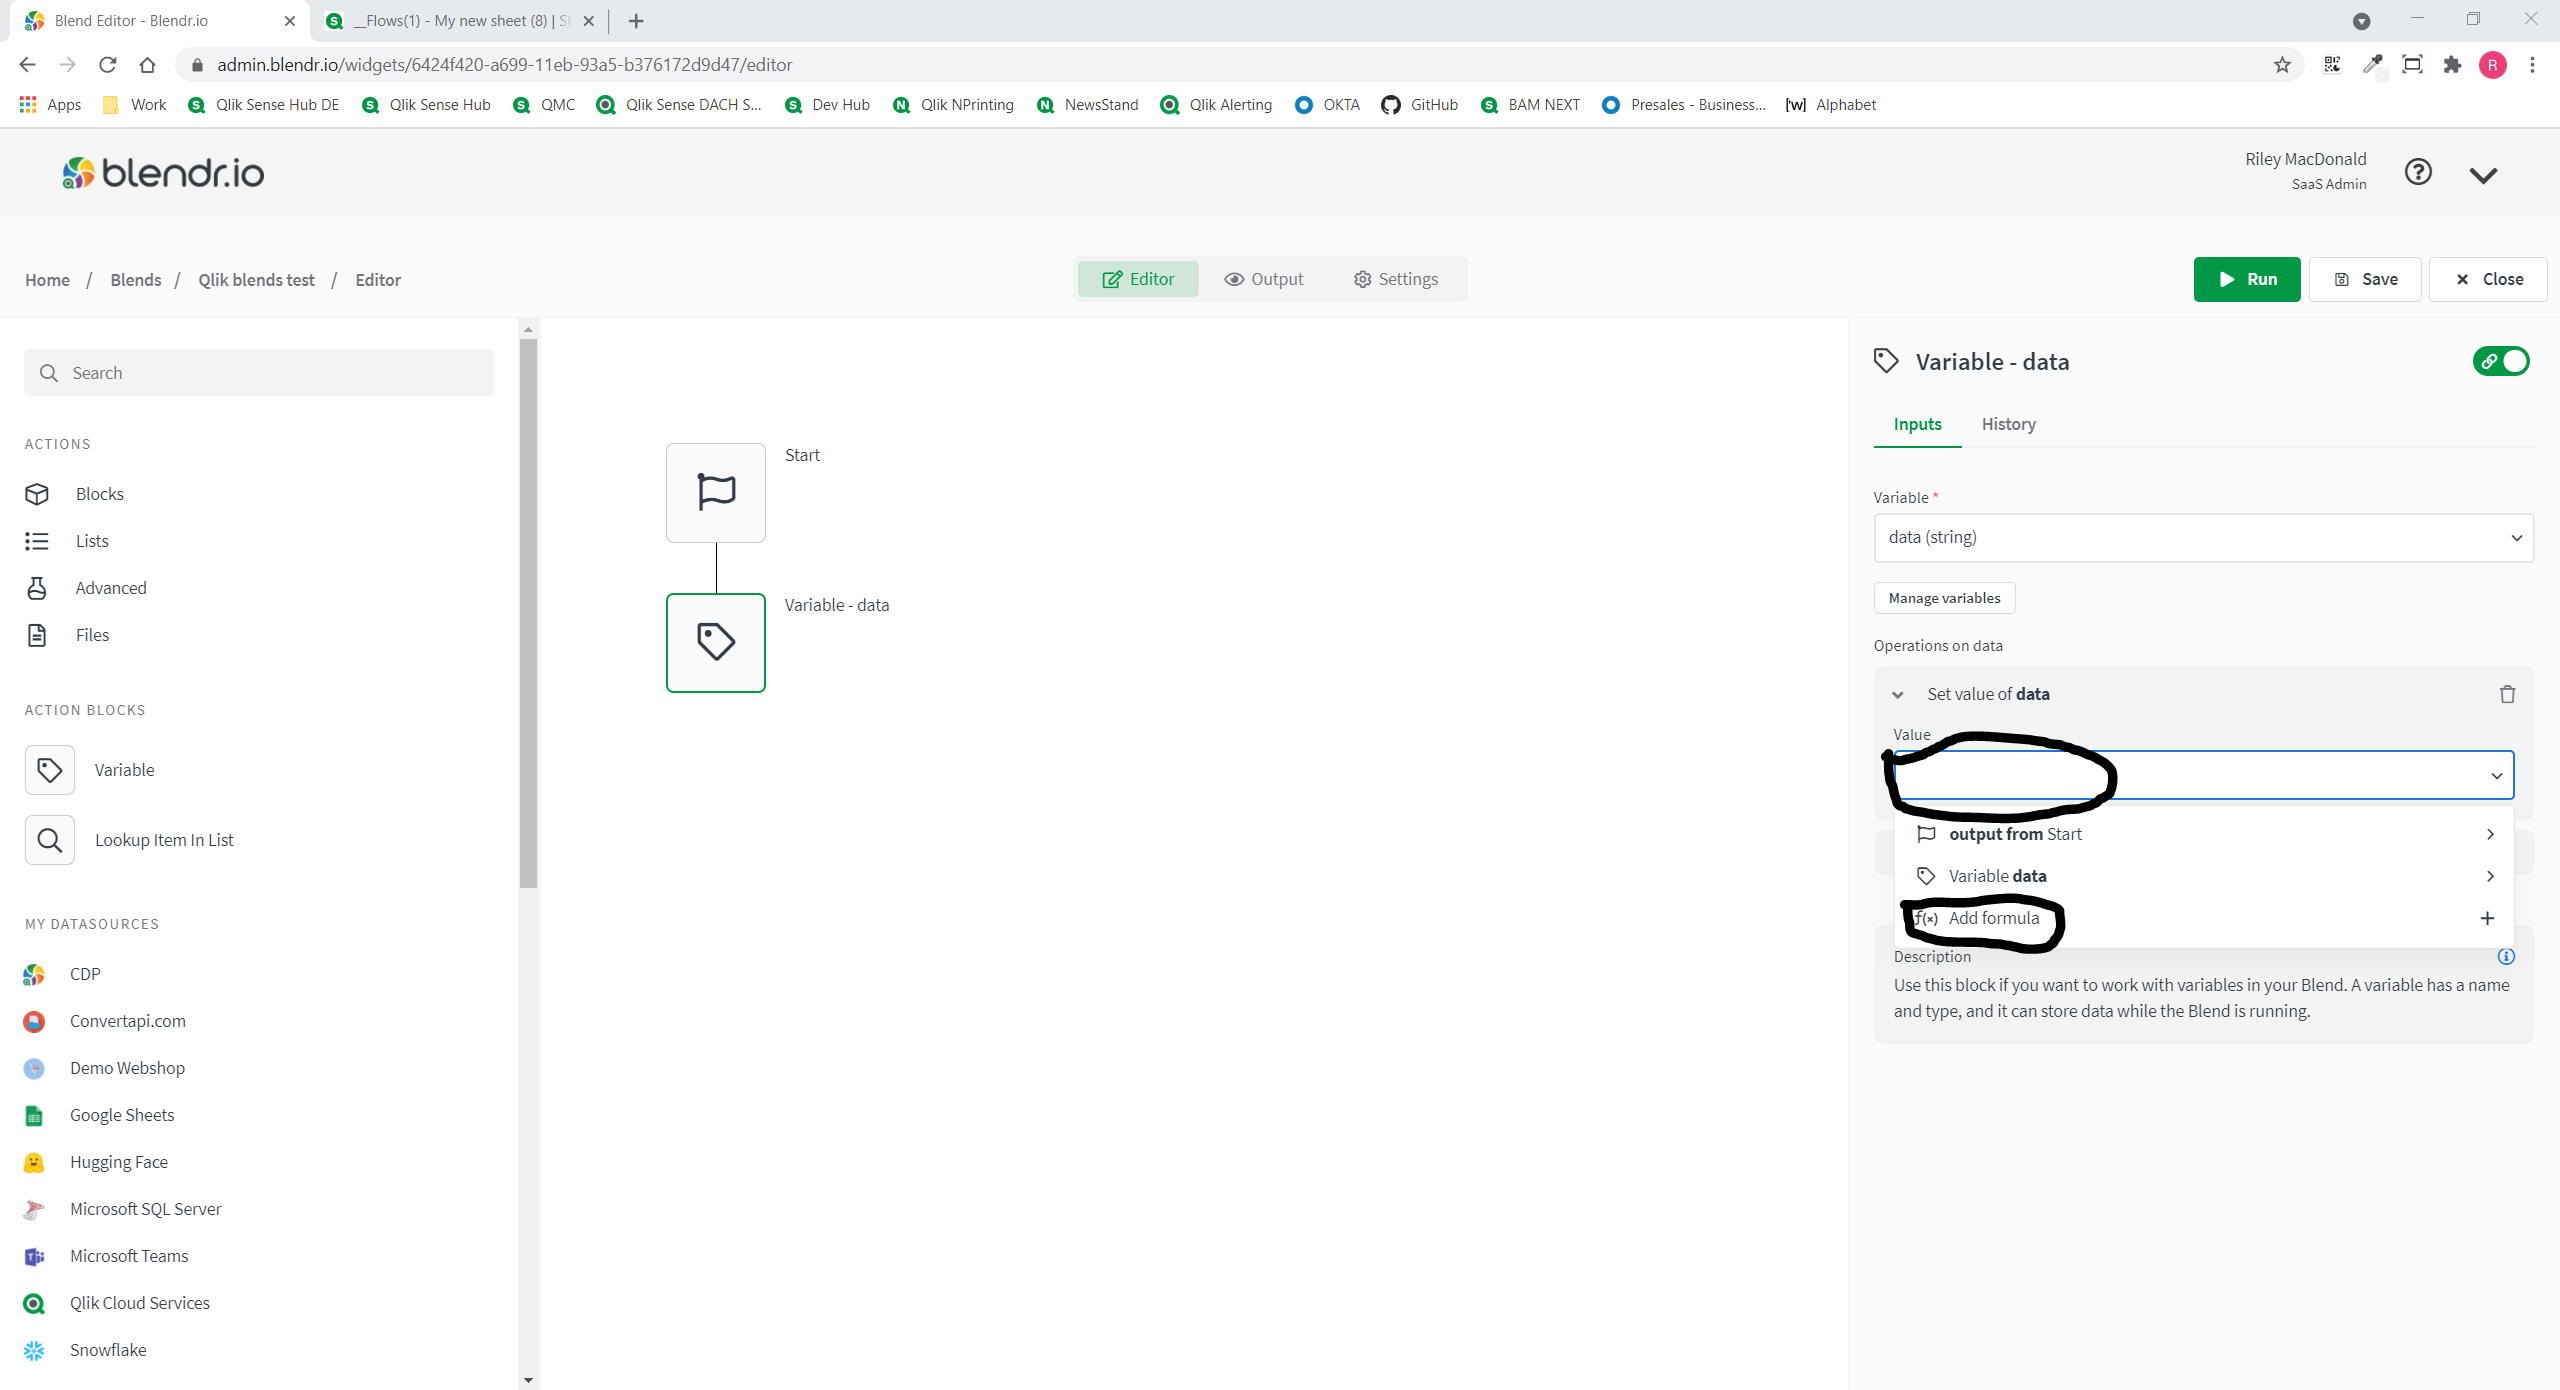 Blend Editor - Blendr.io
__Flows(1) - My new sheet (8) | S
admin.blendr.io/widgets/6424f420-a699-11eb-93a5-b376172d9d47/editor
R
Apps Work Qlik Sense Hub DE Qlik Sense Hub QMC Qlik Sense DACH S... Dev Hub Qlik NPrinting NewsStand Qlik Alerting OKTA GitHub BAM NEXT Presales - Business... [w] Alphabet
blendr.io
Riley MacDonald
SaaS Admin
Home / Blends / Qlik blends test / Editor
Editor Output Settings
Run Save Close
Search
ACTIONS
Blocks
Lists
Advanced
Files
ACTION BLOCKS
Variable
Lookup Item In List
MY DATASOURCES
CDP
Convertapi.com
Demo Webshop
Google Sheets
Hugging Face
Microsoft SQL Server
Microsoft Teams
Qlik Cloud Services
Snowflake
Start
Variable - data
Variable - data
Inputs History
Variable *
data (string)
Manage variables
Operations on data
Set value of data
Value
output from Start
Variable data
f(x) Add formula
Description
Use this block if you want to work with variables in your Blend. A variable has a name
and type, and it can store data while the Blend is running.